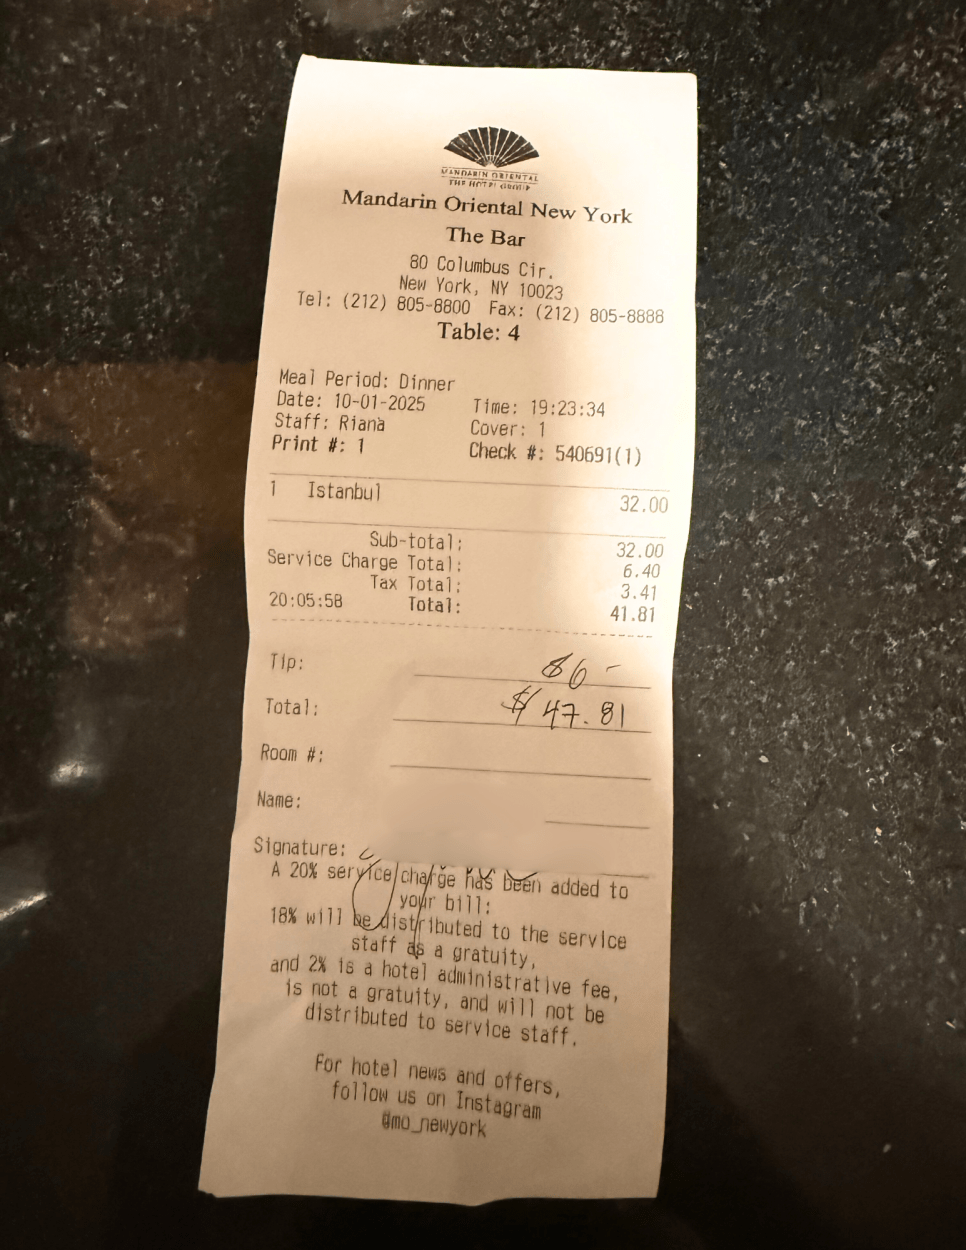 MANDARIN ORIENTAL
THE HOTEL GROUP
Mandarin Oriental New York
The Bar
80 Columbus Cir.
New York, NY 10023
Tel: (212) 805-8800 Fax: (212) 805-8888
Table: 4
Meal Period: Dinner
Date: 10-01-2025 Time: 19:23:34
Staff: Riana Cover: 1
Print #: 1 Check #: 540691(1)
1 Istanbul 32.00
Sub-total: 32.00
Service Charge Total: 6.40
Tax Total: 3.41
20:05:58 Total: 41.81
Tip: $6 -
Total: $47.81
Room #:
Name:
Signature:
A 20% service charge has been added to
your bill:
18% will be distributed to the service
staff as a gratuity,
and 2% is a hotel administrative fee,
is not a gratuity, and will not be
distributed to service staff.
For hotel news and offers,
follow us on Instagram
@mo_newyork